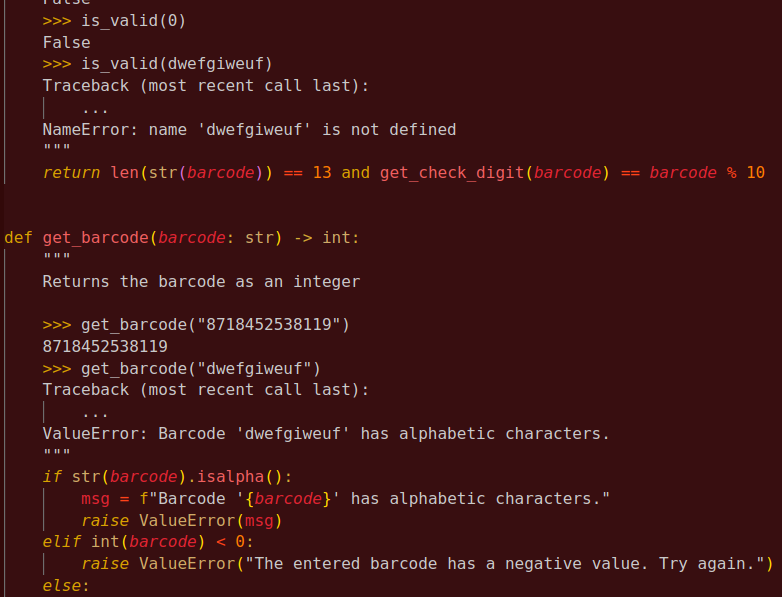 False
    >>> is_valid(0)
    False
    >>> is_valid(dwefgiweuf)
    Traceback (most recent call last):
        ...
    NameError: name 'dwefgiweuf' is not defined
    """
    return len(str(barcode)) == 13 and get_check_digit(barcode) == barcode % 10
def get_barcode(barcode: str) -> int:
    """
    Returns the barcode as an integer
    >>> get_barcode("8718452538119")
    8718452538119
    >>> get_barcode("dwefgiweuf")
    Traceback (most recent call last):
        ...
    ValueError: Barcode 'dwefgiweuf' has alphabetic characters.
    """
    if str(barcode).isalpha():
        msg = f"Barcode '{barcode}' has alphabetic characters."
        raise ValueError(msg)
    elif int(barcode) < 0:
        raise ValueError("The entered barcode has a negative value. Try again.")
    else: